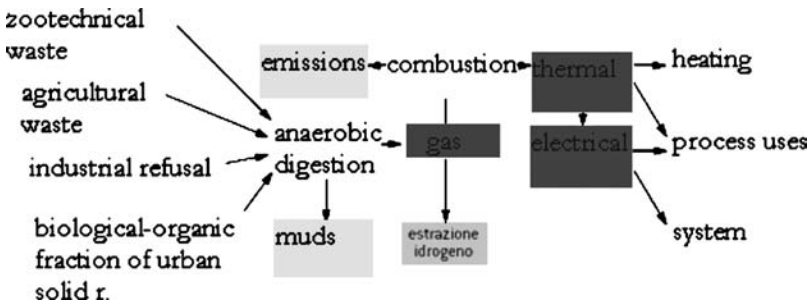 zootechnical
waste
agricultural
waste
industrial refusal
biological-organic
fraction of urban
solid r.
anaerobic
digestion
muds
emissions
combustion
gas
estrazione
idrogeno
thermal
electrical
heating
process uses
system